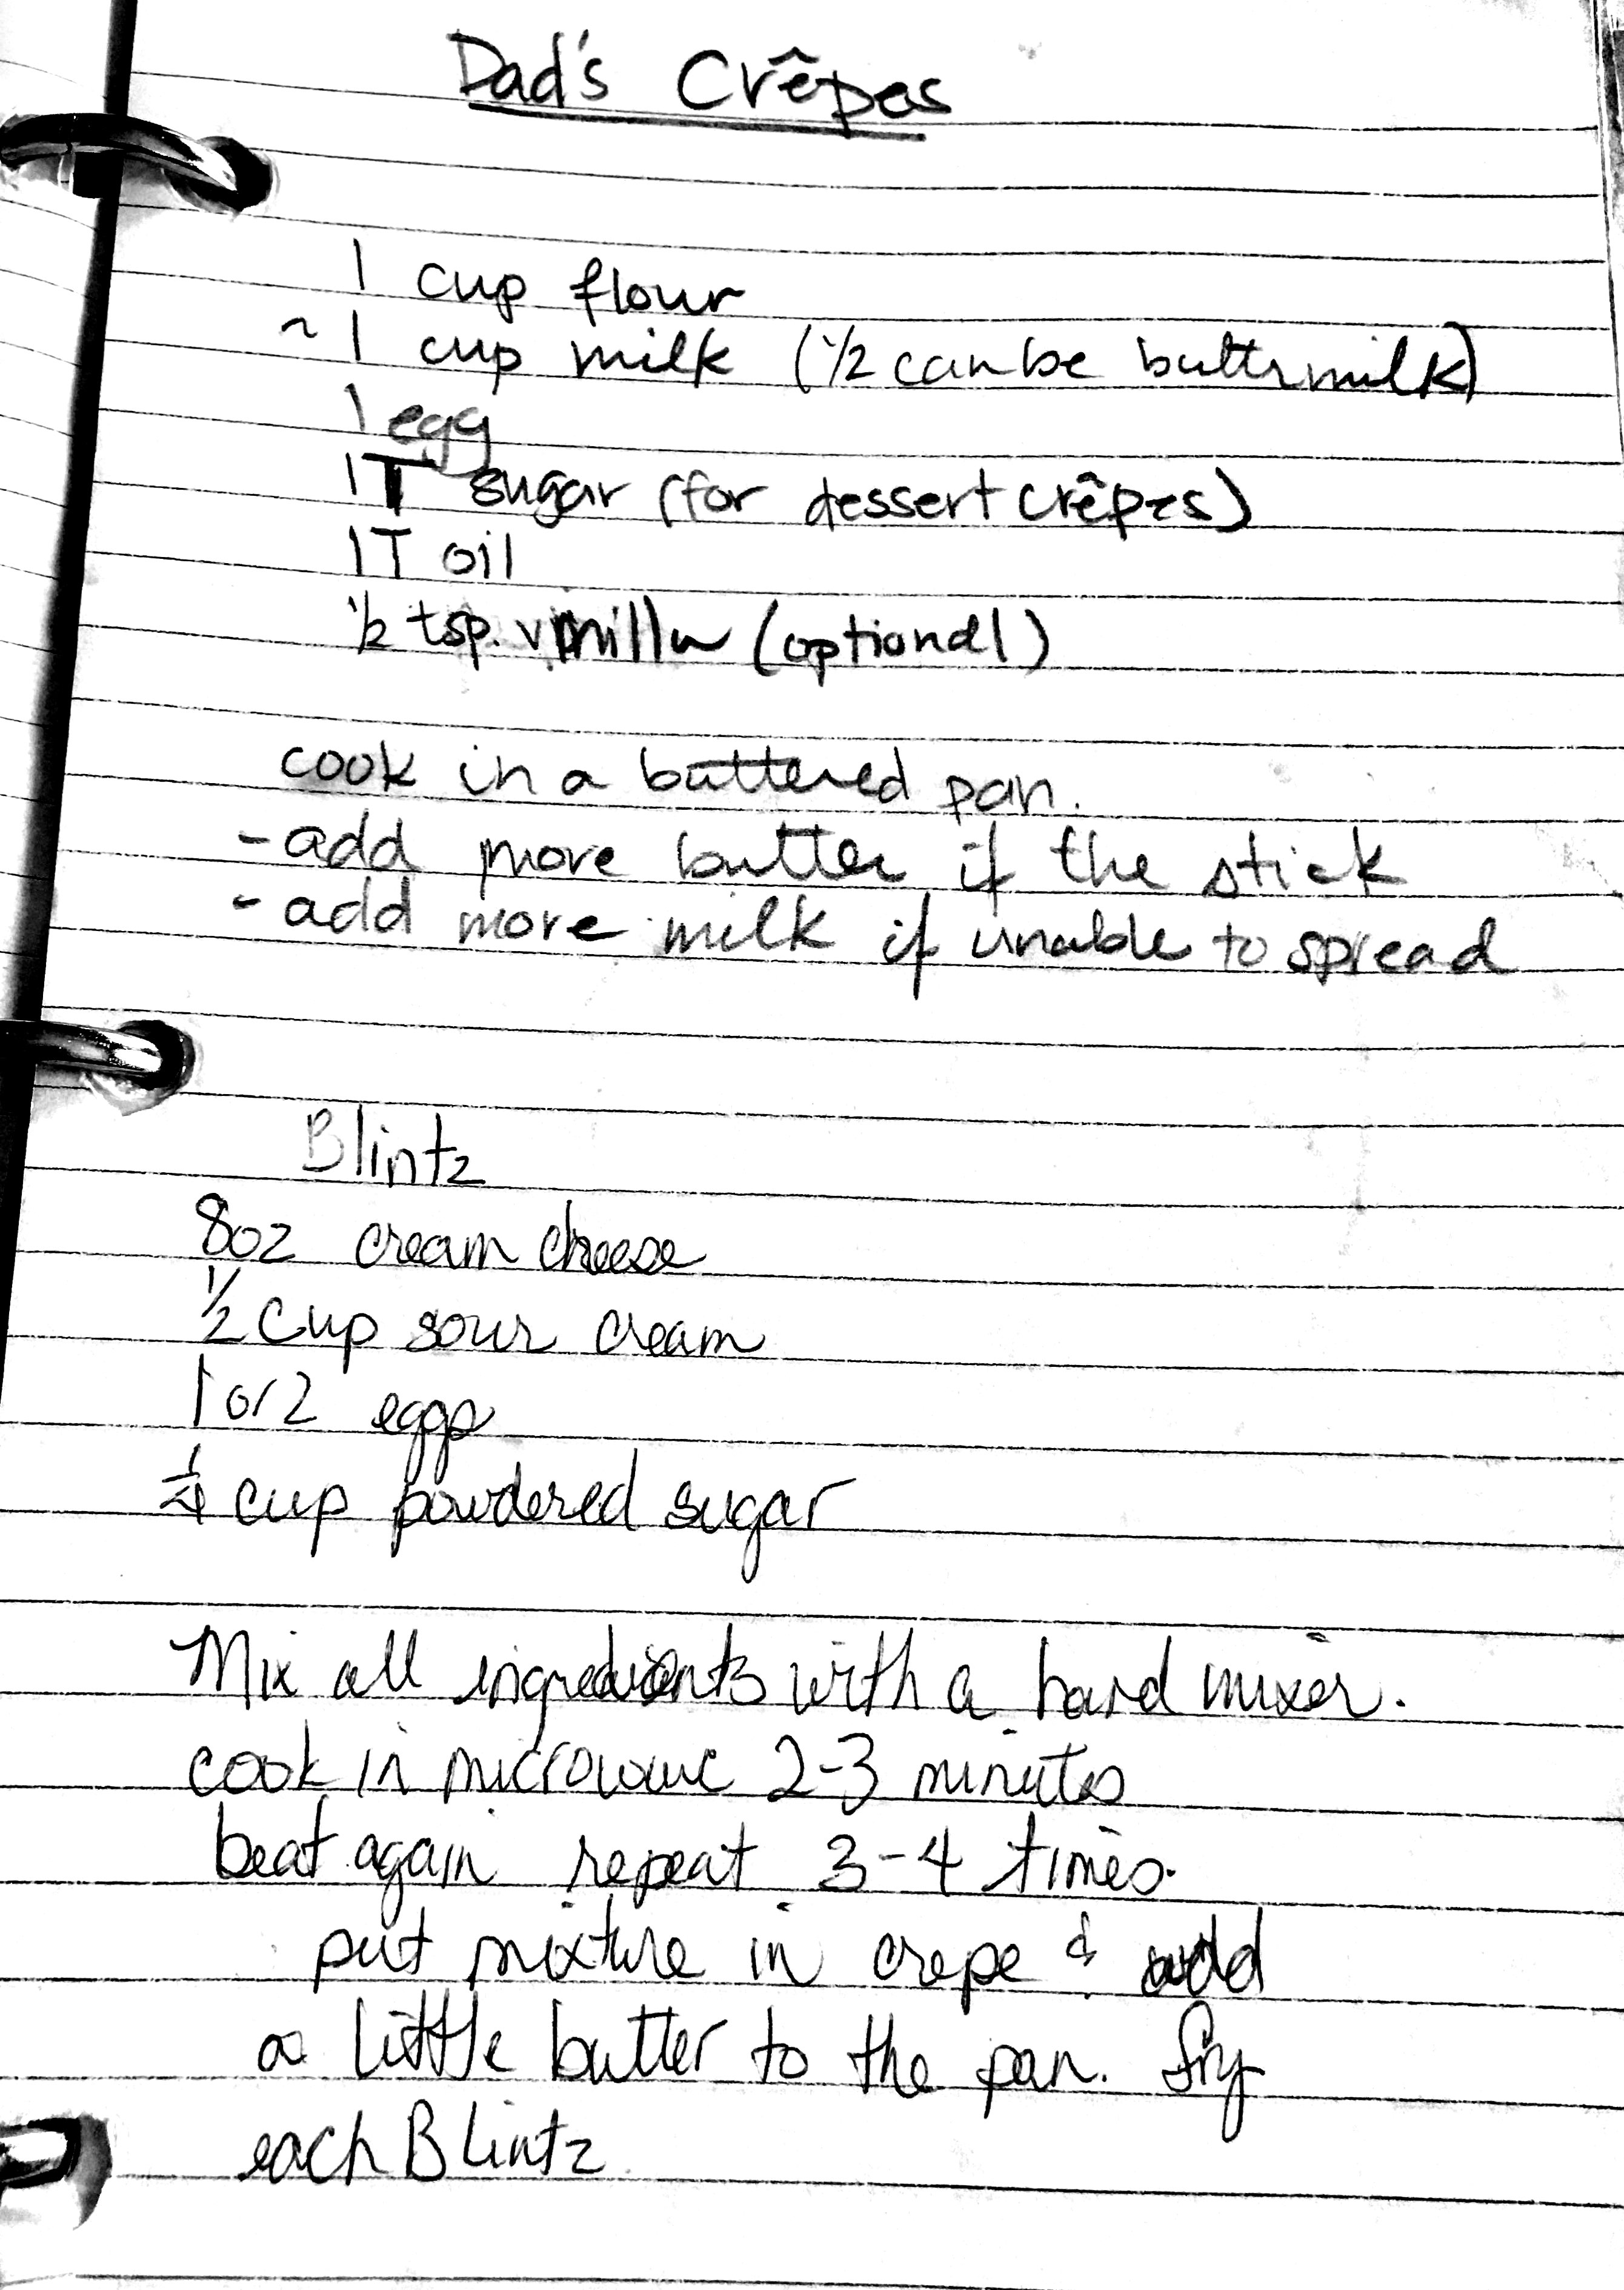 Dad's Crêpes
1 cup flour
~ 1 cup milk (1/2 can be buttermilk)
1 egg
1T sugar (for dessert crêpes)
1T oil
1/2 tsp. vanilla (optional)
cook in a buttered pan.
- add more butter if the stick
- add more milk if unable to spread
Blintz
8oz cream cheese
1/2 cup sour cream
1 or 2 eggs
1/4 cup powdered sugar
Mix all ingredients with a hand mixer.
cook in microwave 2-3 minutes
beat again repeat 3-4 times.
put mixture in crepe & add
a little butter to the pan. fry
each Blintz